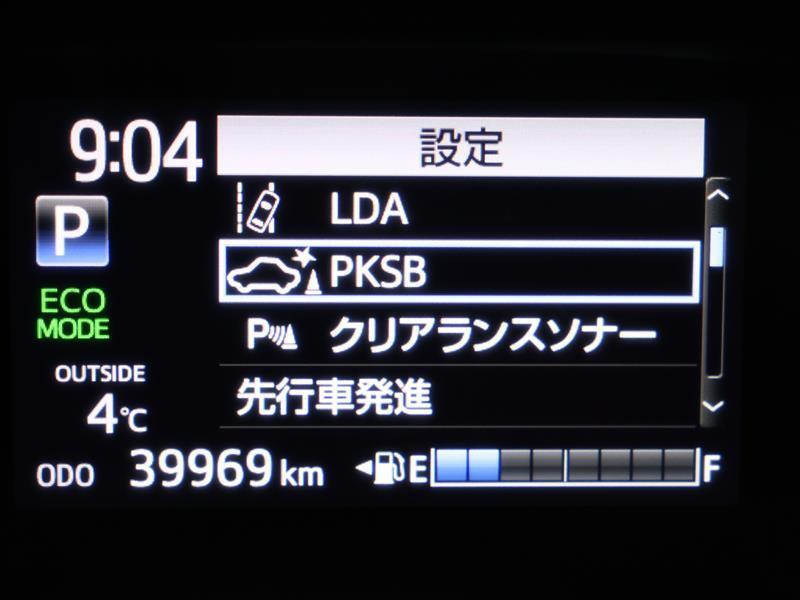 9:04
設定
P
LDA
PKSB
ECO
MODE
P クリアランスソナー
OUTSIDE
4℃
先行車発進
ODO 39969 km
E F